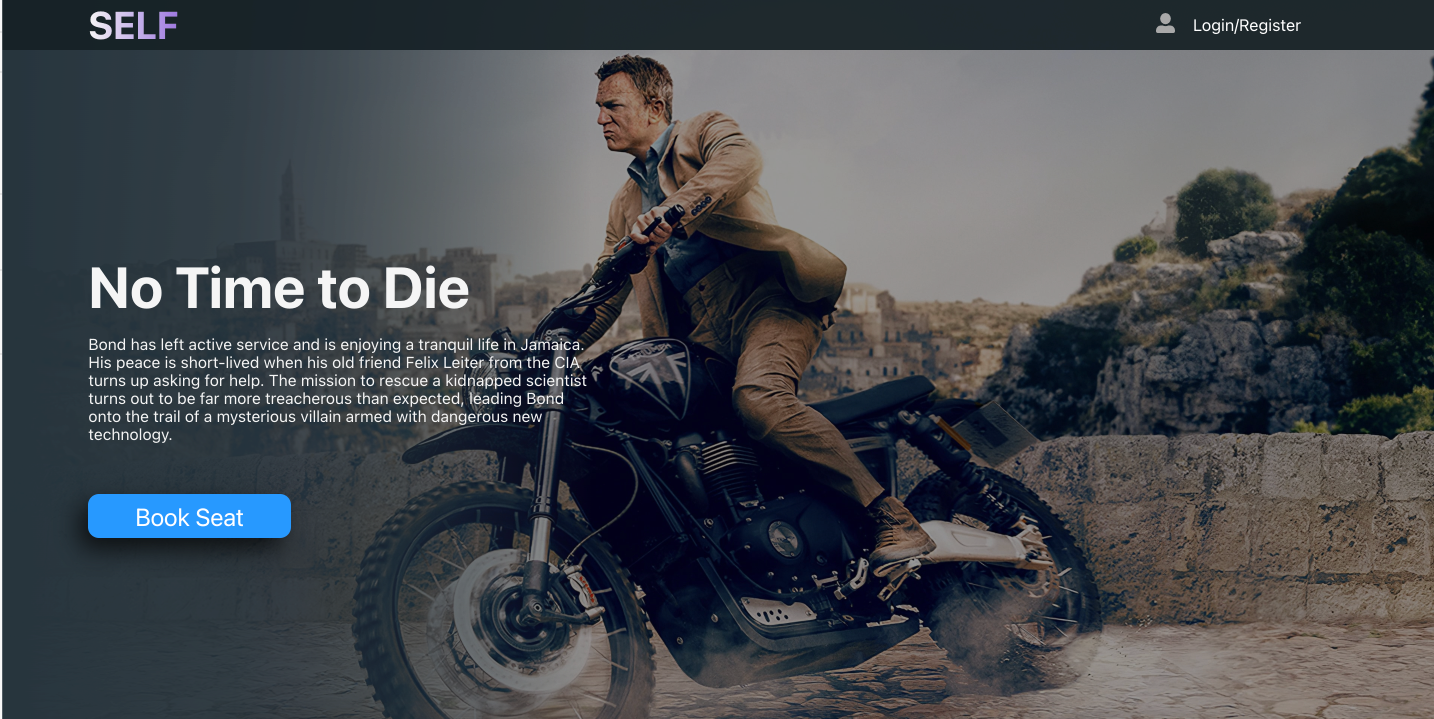 SELF
Login/Register
No Time to Die
Bond has left active service and is enjoying a tranquil life in Jamaica.
His peace is short-lived when his old friend Felix Leiter from the CIA
turns up asking for help. The mission to rescue a kidnapped scientist
turns out to be far more treacherous than expected, leading Bond
onto the trail of a mysterious villain armed with dangerous new
technology.
Book Seat